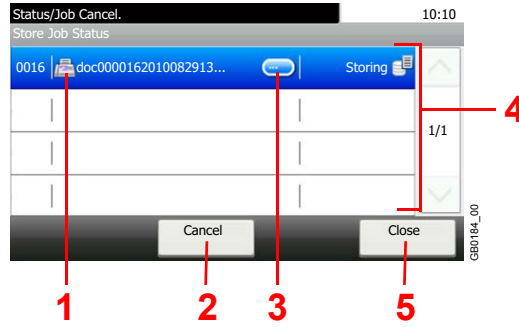 Status/Job Cancel. 10:10
Store Job Status
0016 doc0000162010082913... Storing
4
1/1
Cancel Close
GB0184_00
1 2 3 5